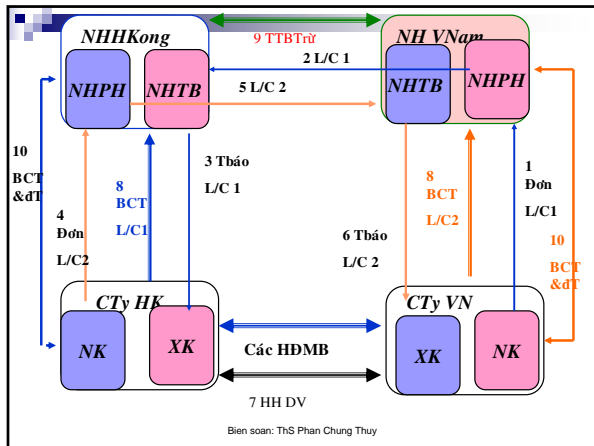 NHHKong
9 TTBTrừ
NH VNam
2 L/C 1
NHPH
NHTB
NHTB
NHPH
5 L/C 2
10
BCT
&đT
3 Tbáo
L/C 1
8
BCT
L/C1
4
Đơn
L/C2
6 Tbáo
L/C 2
8
BCT
L/C2
1
Đơn
L/C1
10
BCT
&đT
CTy HK
CTy VN
NK
XK
Các HĐMB
XK
NK
7 HH DV
Bien soan: ThS Phan Chung Thuy